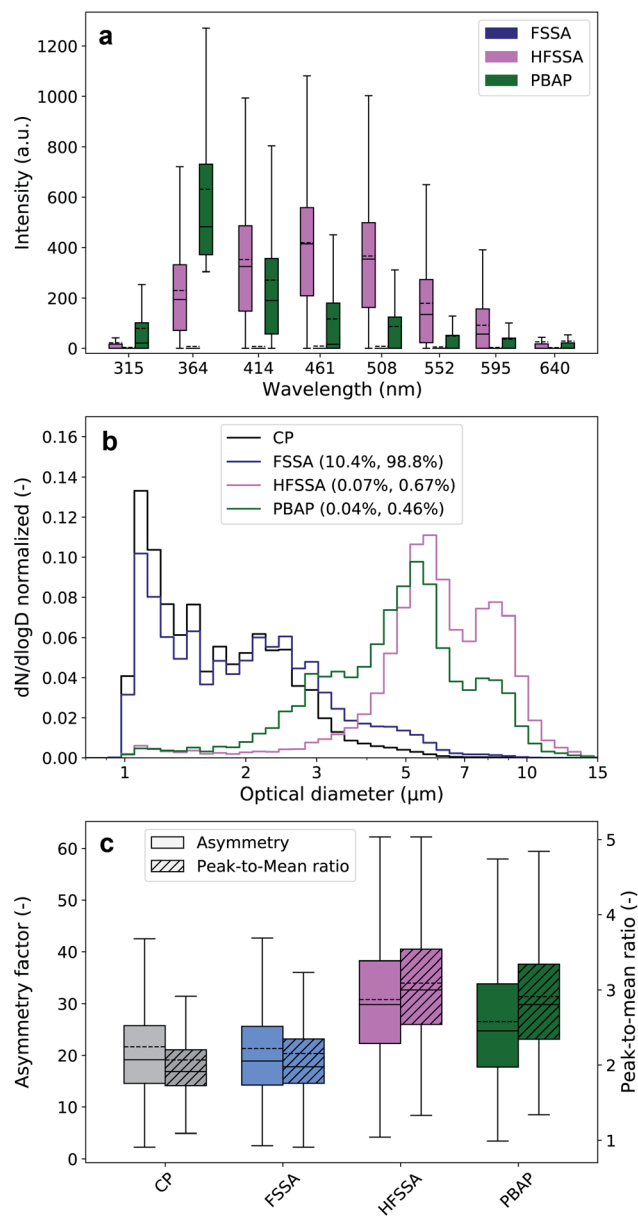 a
FSSA
HFSSA
PBAP
1200
1000
800
600
400
200
0
Intensity (a.u.)
315 364 414 461 508 552 595 640
Wavelength (nm)
b
CP
FSSA (10.4%, 98.8%)
HFSSA (0.07%, 0.67%)
PBAP (0.04%, 0.46%)
0.16
0.14
0.12
0.10
0.08
0.06
0.04
0.02
0.00
dN/dlogD normalized (-)
1 2 3 5 7 10 15
Optical diameter (μm)
c
Asymmetry
Peak-to-Mean ratio
60
50
40
30
20
10
0
Asymmetry factor (-)
5
4
3
2
1
Peak-to-mean ratio (-)
CP FSSA HFSSA PBAP